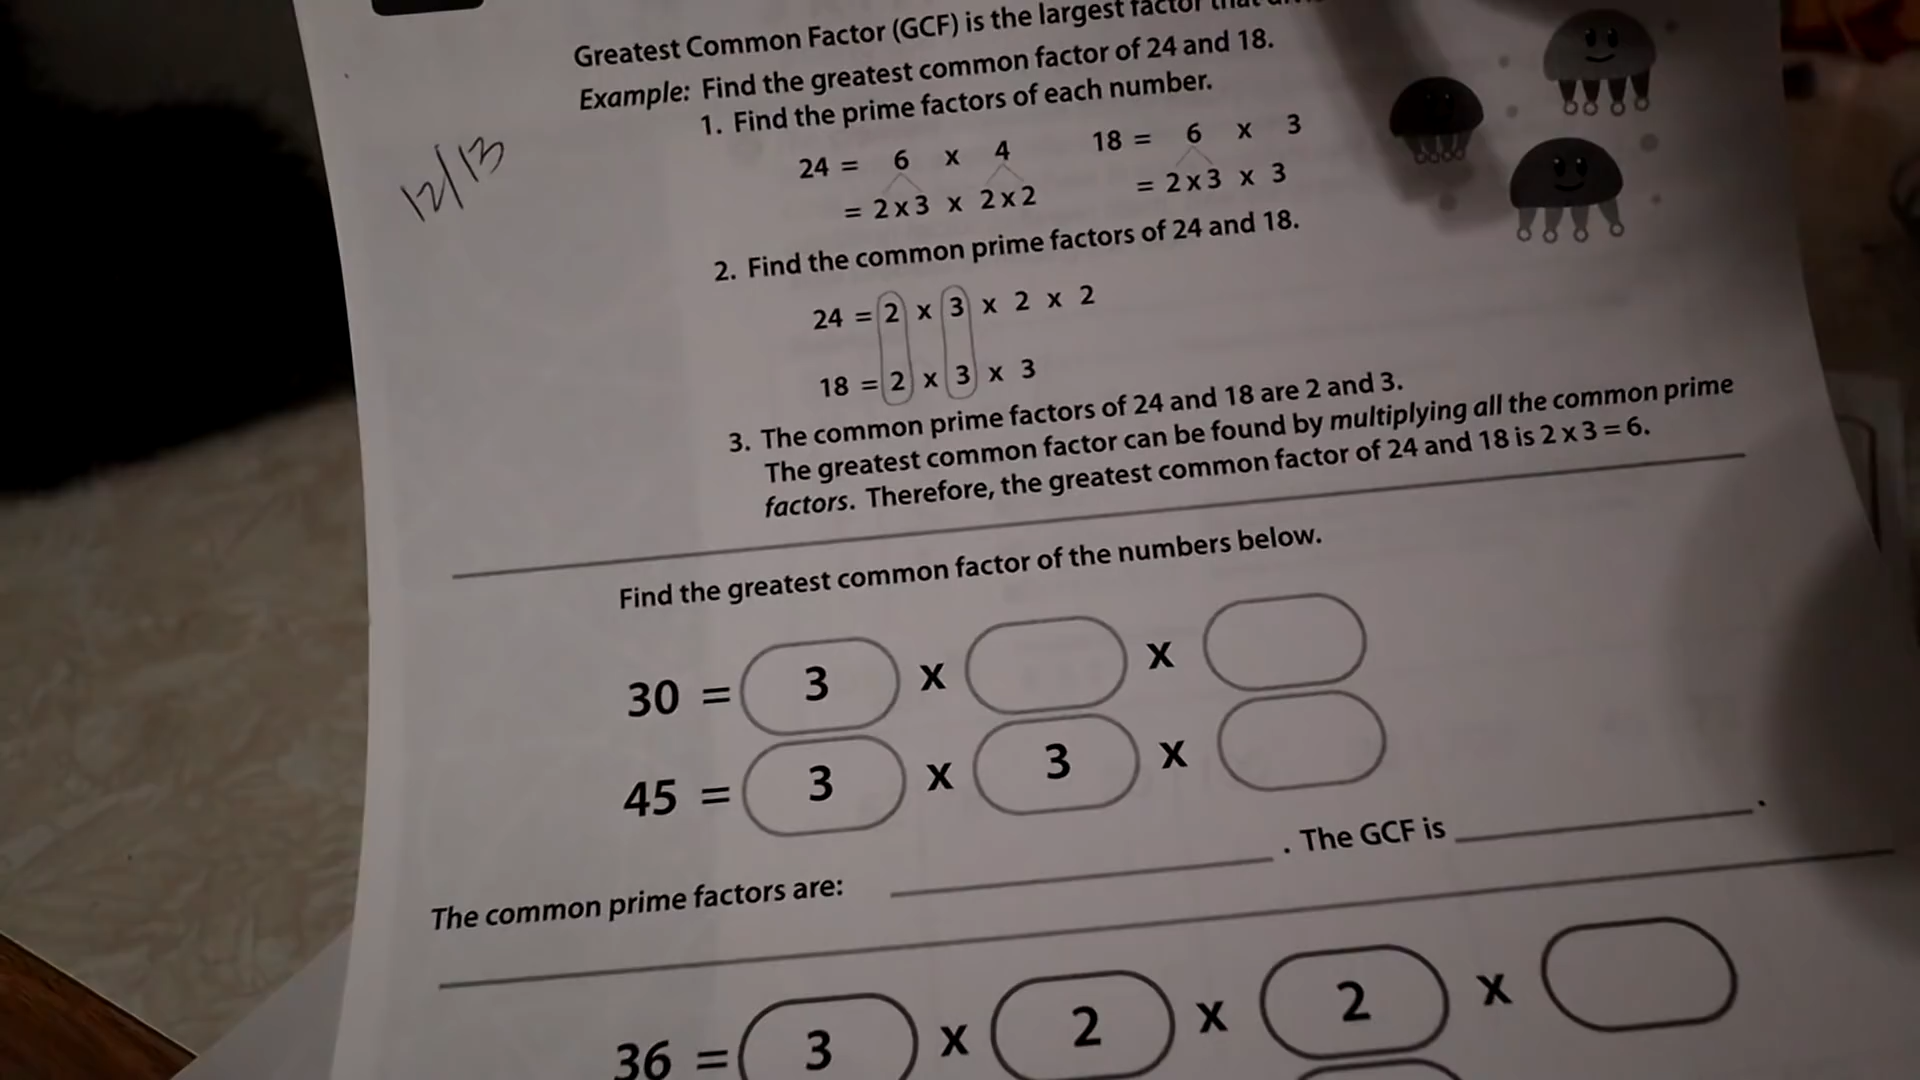 Greatest Common Factor (GCF) is the largest factor that
Example: Find the greatest common factor of 24 and 18.
1. Find the prime factors of each number.
24 = 6 x 4 18 = 6 x 3
= 2 x 3 x 2 x 2 = 2 x 3 x 3
12/13
2. Find the common prime factors of 24 and 18.
24 = 2 x 3 x 2 x 2
18 = 2 x 3 x 3
3. The common prime factors of 24 and 18 are 2 and 3.
The greatest common factor can be found by multiplying all the common prime
factors. Therefore, the greatest common factor of 24 and 18 is 2 x 3 = 6.
Find the greatest common factor of the numbers below.
30 = 3 x x
45 = 3 x 3 x
The common prime factors are: . The GCF is .
36 = 3 x 2 x 2 x